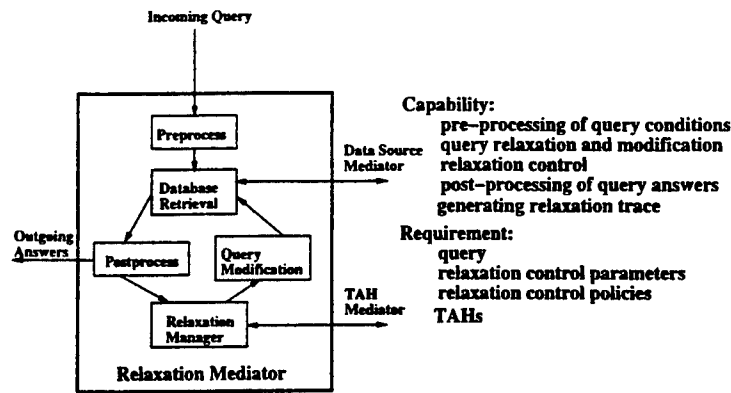 Incoming Query
Preprocess
Database
Retrieval
Data Source
Mediator
Outgoing
Answers
Postprocess
Query
Modification
Relaxation
Manager
TAH
Mediator
Relaxation Mediator
Capability:
pre-processing of query conditions
query relaxation and modification
relaxation control
post-processing of query answers
generating relaxation trace
Requirement:
query
relaxation control parameters
relaxation control policies
TAHs